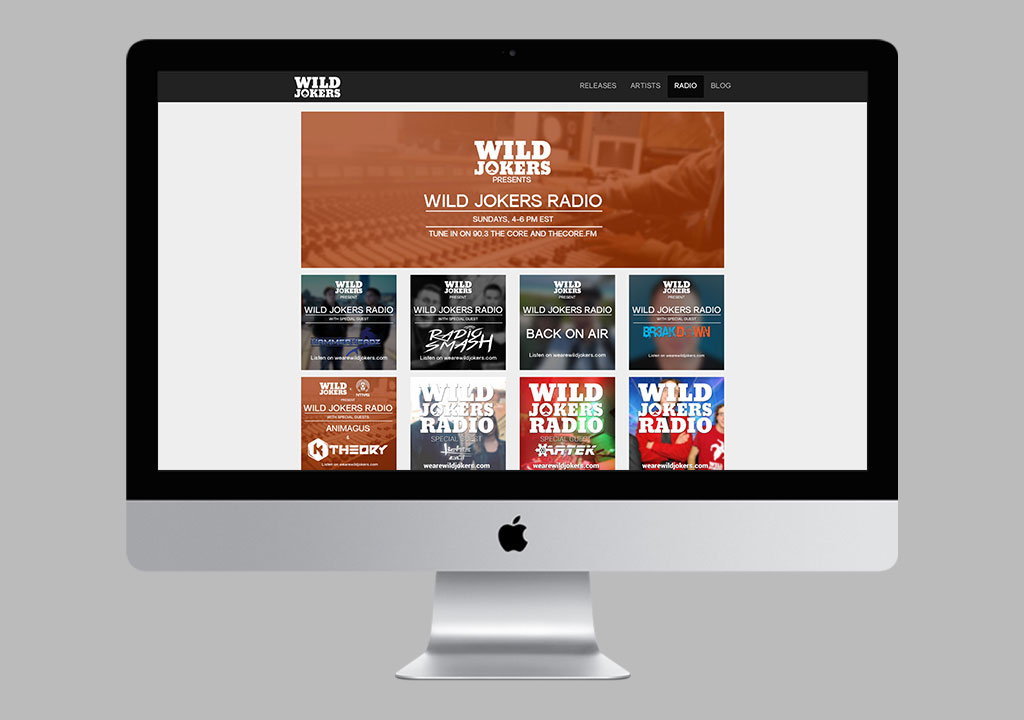 WILD
JOKERS
RELEASES ARTISTS RADIO BLOG
WILD
JOKERS
PRESENTS
WILD JOKERS RADIO
SUNDAYS, 4-6 PM EST
TUNE IN ON 90.3 THE CORE AND THECORE.FM
WILD
JOKERS
PRESENT
WILD JOKERS RADIO
WITH SPECIAL GUEST
HAMMERHEADZ
Listen on wearewildjokers.com
WILD
JOKERS
PRESENT
WILD JOKERS RADIO
WITH SPECIAL GUEST
RADIO
SMASH
Listen on wearewildjokers.com
WILD
JOKERS
PRESENT
WILD JOKERS RADIO
BACK ON AIR
Listen on wearewildjokers.com
WILD
JOKERS
PRESENT
WILD JOKERS RADIO
WITH SPECIAL GUEST
BR3AKDOWN
Listen on wearewildjokers.com
WILD
JOKERS
&
PRESENT
WILD JOKERS RADIO
WITH SPECIAL GUESTS
ANIMAGUS
&
K THEORY
Listen on wearewildjokers.com
WILD
JOKERS
RADIO
SPECIAL GUEST
wearewildjokers.com
WILD
JOKERS
RADIO
SPECIAL GUEST
wearewildjokers.com
WILD
JOKERS
RADIO
wearewildjokers.com